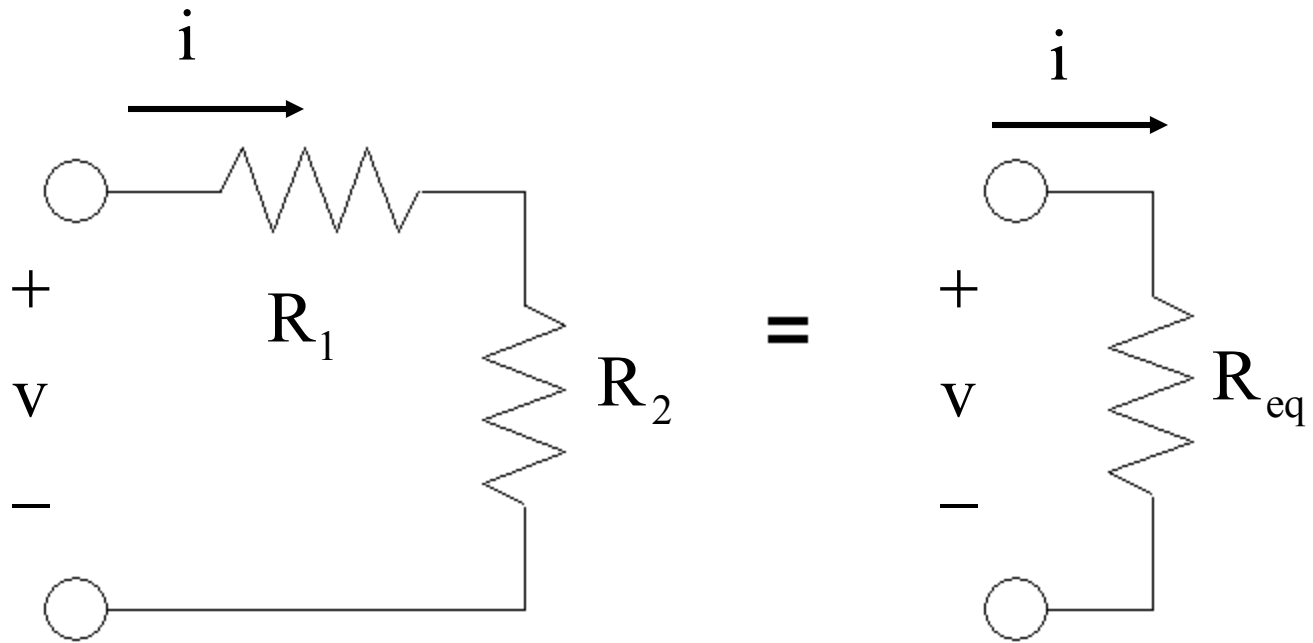 i
+
v
−
R1
R2
=
i
+
v
−
Req